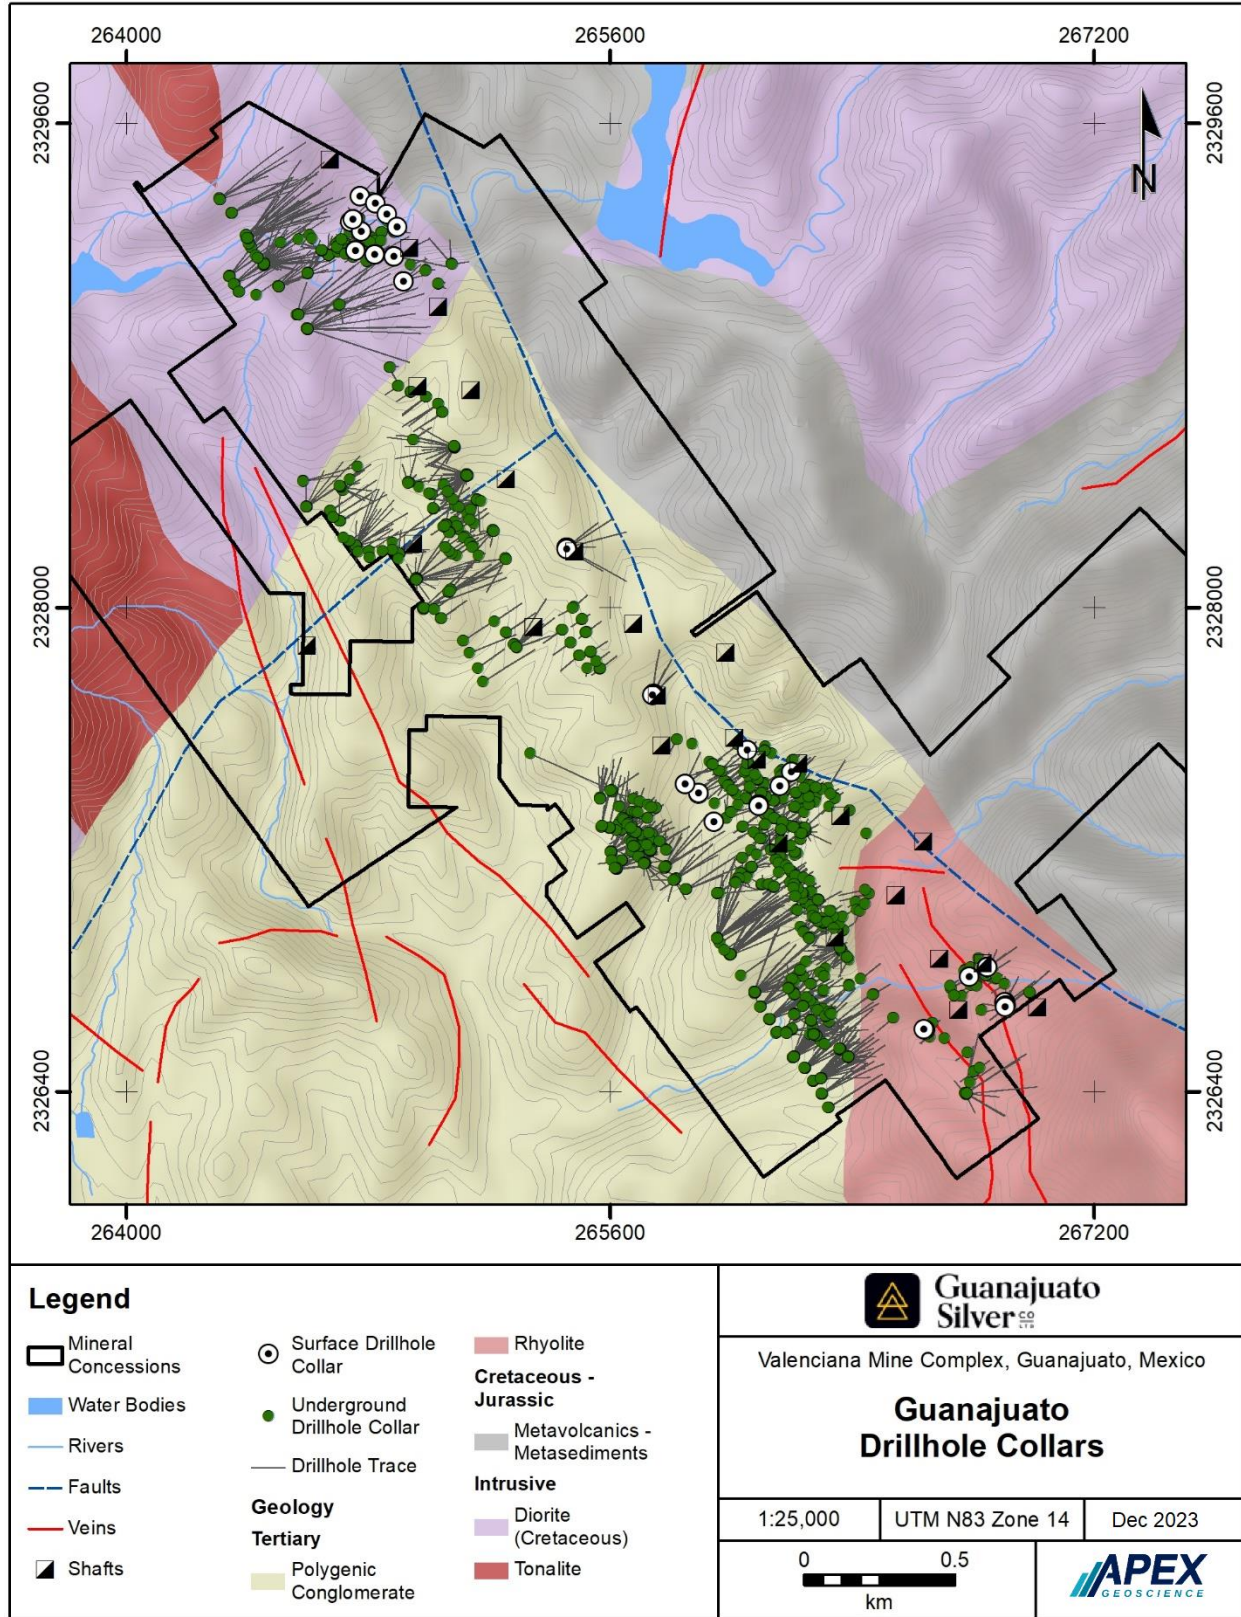 264000
265600
267200
2329600
2329600
N
2328000
2328000
2326400
2326400
264000
265600
267200
Legend
Mineral
Concessions
Water Bodies
Rivers
Faults
Veins
Shafts
Surface Drillhole
Collar
Underground
Drillhole Collar
Drillhole Trace
Geology
Tertiary
Polygenic
Conglomerate
Rhyolite
Cretaceous -
Jurassic
Metavolcanics -
Metasediments
Intrusive
Diorite
(Cretaceous)
Tonalite
Guanajuato
Silver CO LTD
Valenciana Mine Complex, Guanajuato, Mexico
Guanajuato
Drillhole Collars
1:25,000
UTM N83 Zone 14
Dec 2023
0 0.5
km
APEX
GEOSCIENCE